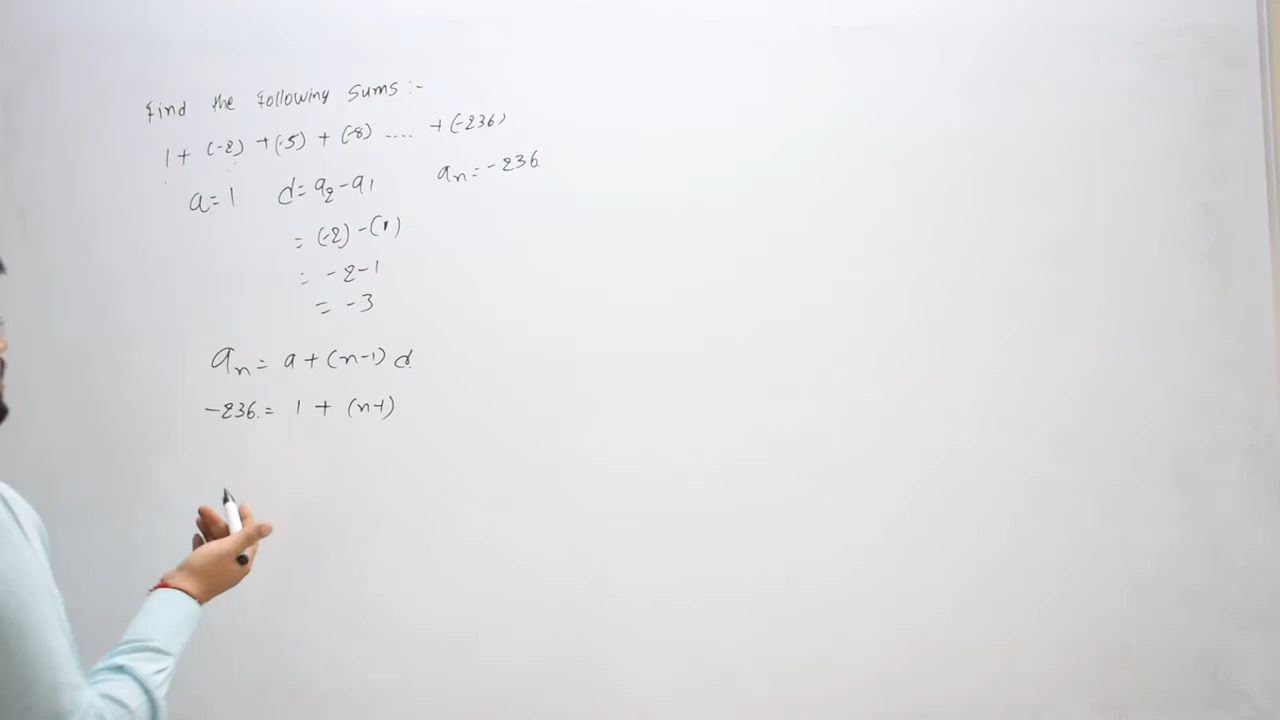 Find the following sums :-
1 + (-2) + (-5) + (-8) .... + (-236)
a = 1 d = a₂ - a₁ aₙ = -236.
= (-2) - (1)
= -2-1
= -3
aₙ = a + (n-1) d.
-236. = 1 + (n-1)